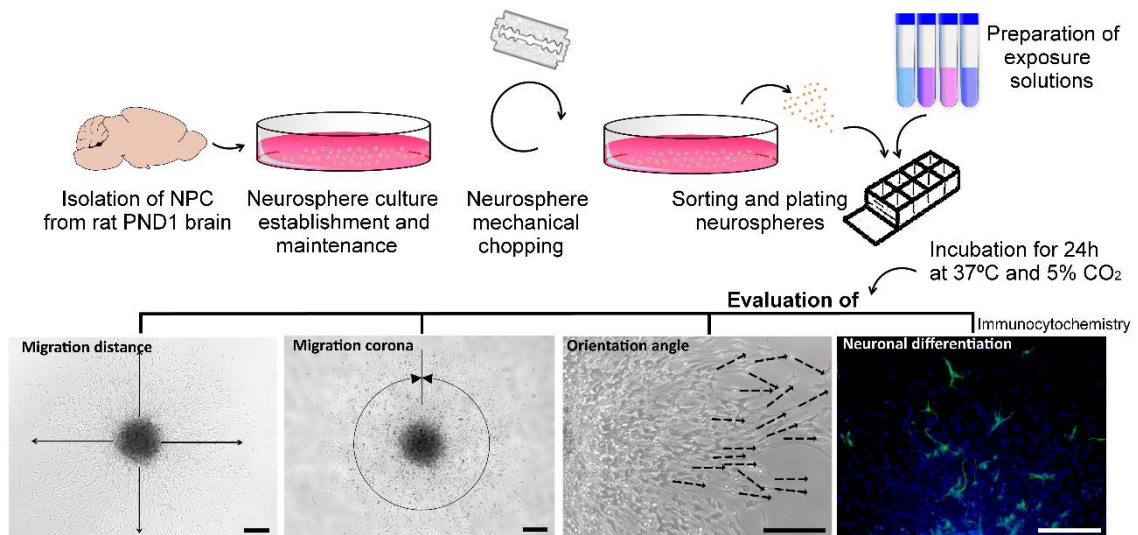 Preparation of
exposure
solutions
Isolation of NPC
from rat PND1 brain
Neurosphere culture
establishment and
maintenance
Neurosphere
mechanical
chopping
Sorting and plating
neurospheres
Incubation for 24h
at 37ºC and 5% CO₂
Evaluation of
Immunocytochemistry
Migration distance
Migration corona
Orientation angle
Neuronal differentiation